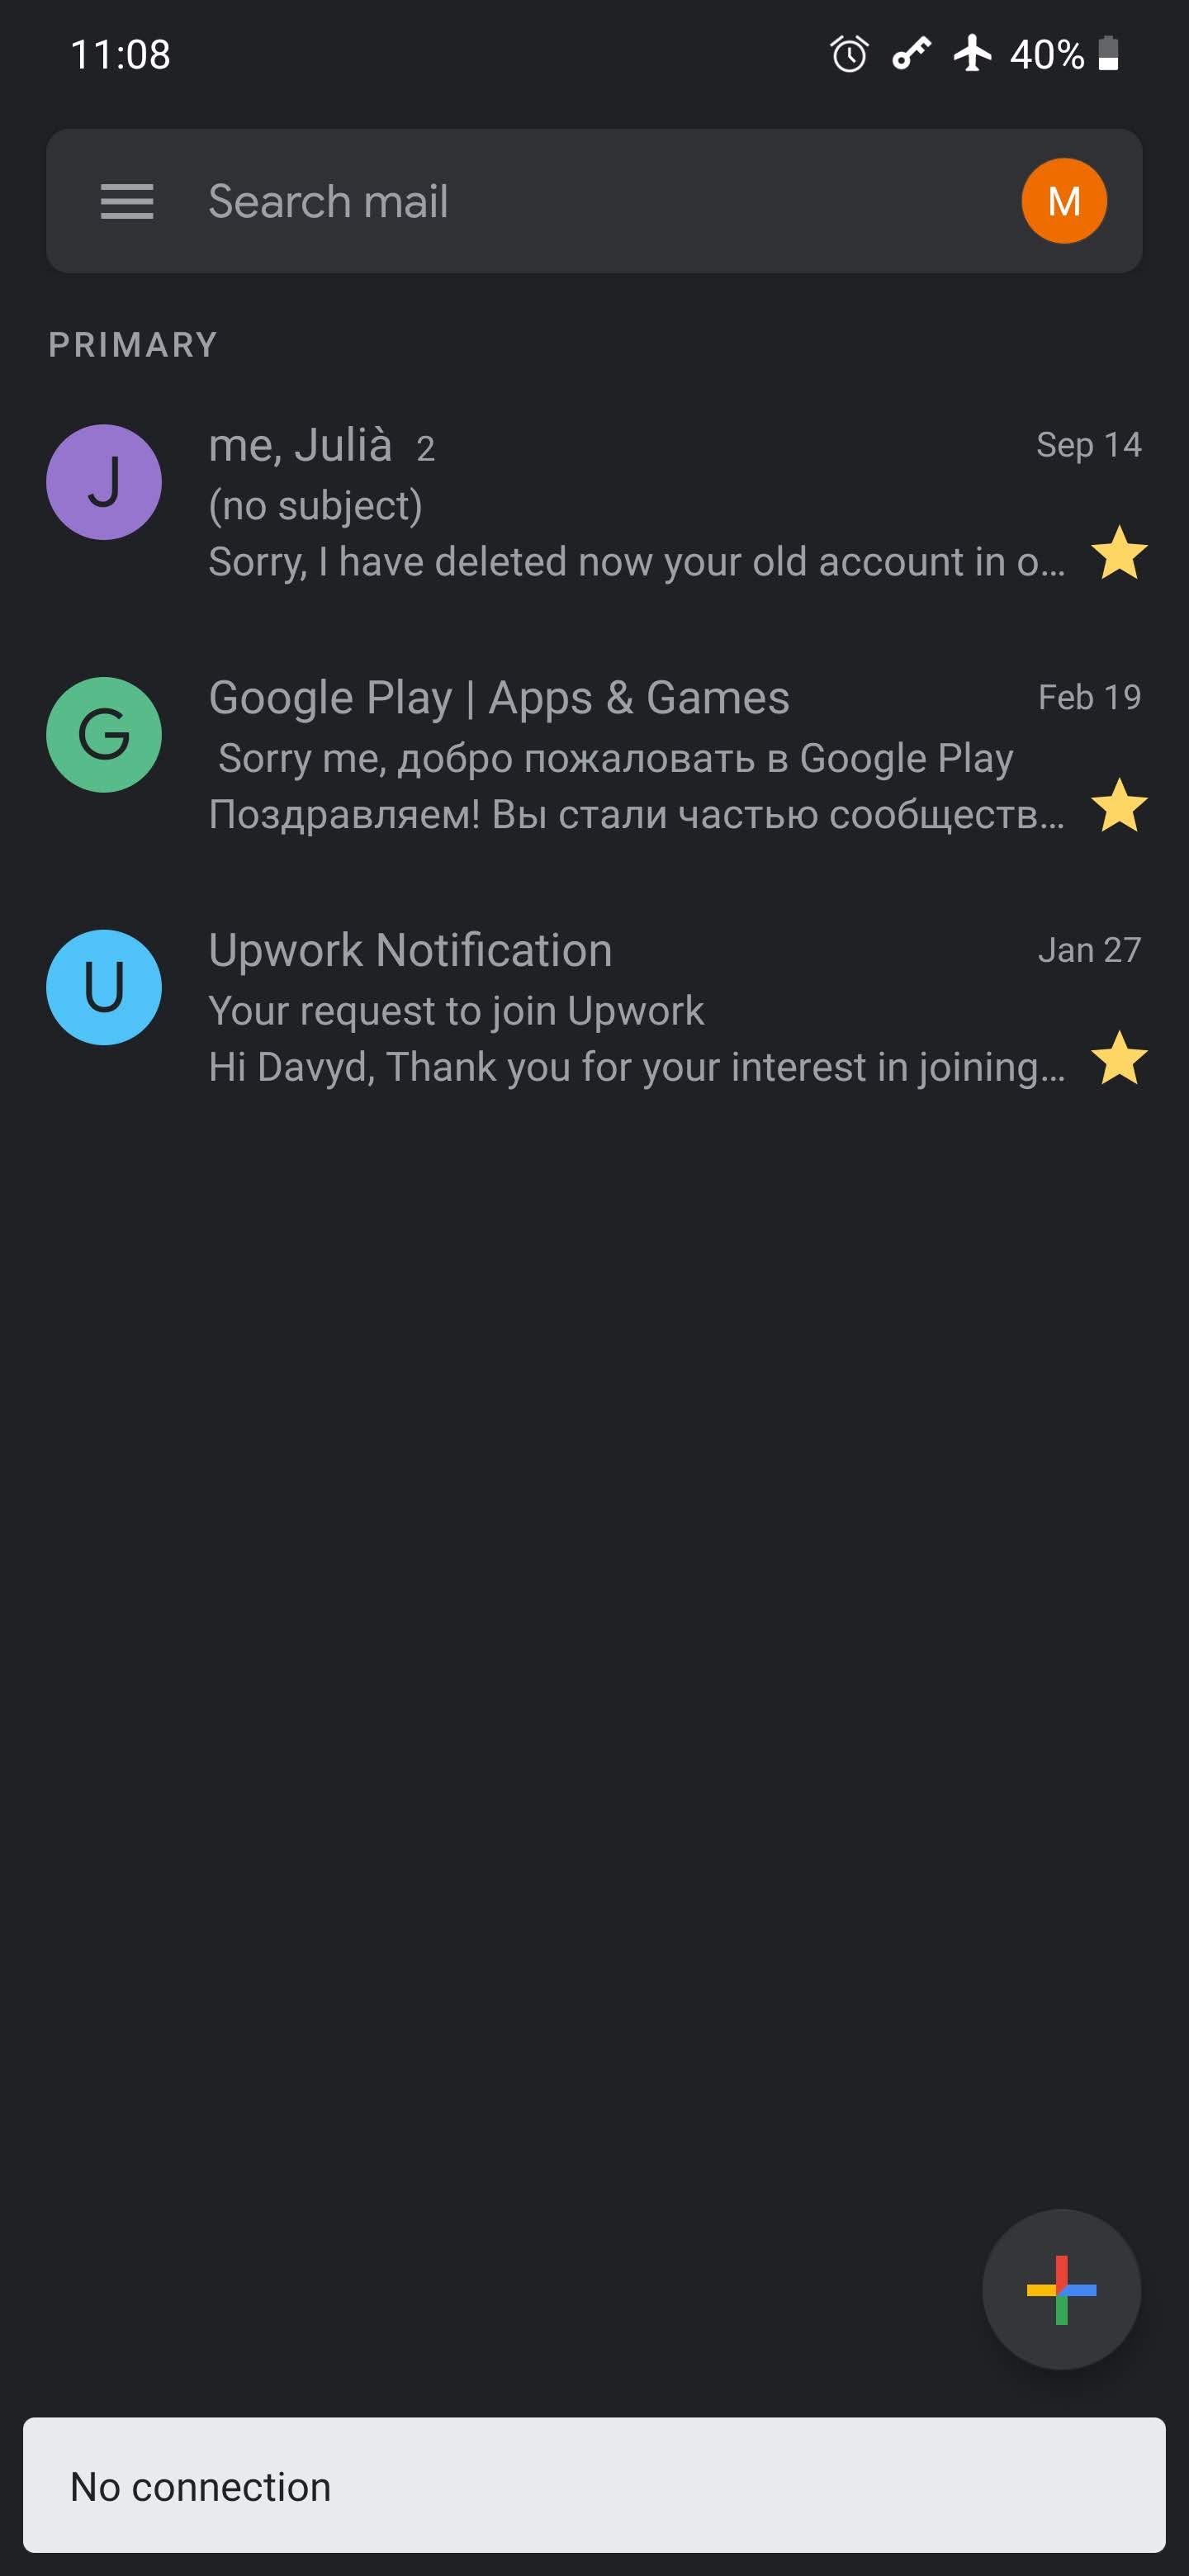 11:08 40%
Search mail M
PRIMARY
J me, Julià 2 Sep 14
(no subject)
Sorry, I have deleted now your old account in o...
G Google Play | Apps & Games Feb 19
Sorry me, добро пожаловать в Google Play
Поздравляем! Вы стали частью сообществ...
U Upwork Notification Jan 27
Your request to join Upwork
Hi Davyd, Thank you for your interest in joining...
No connection